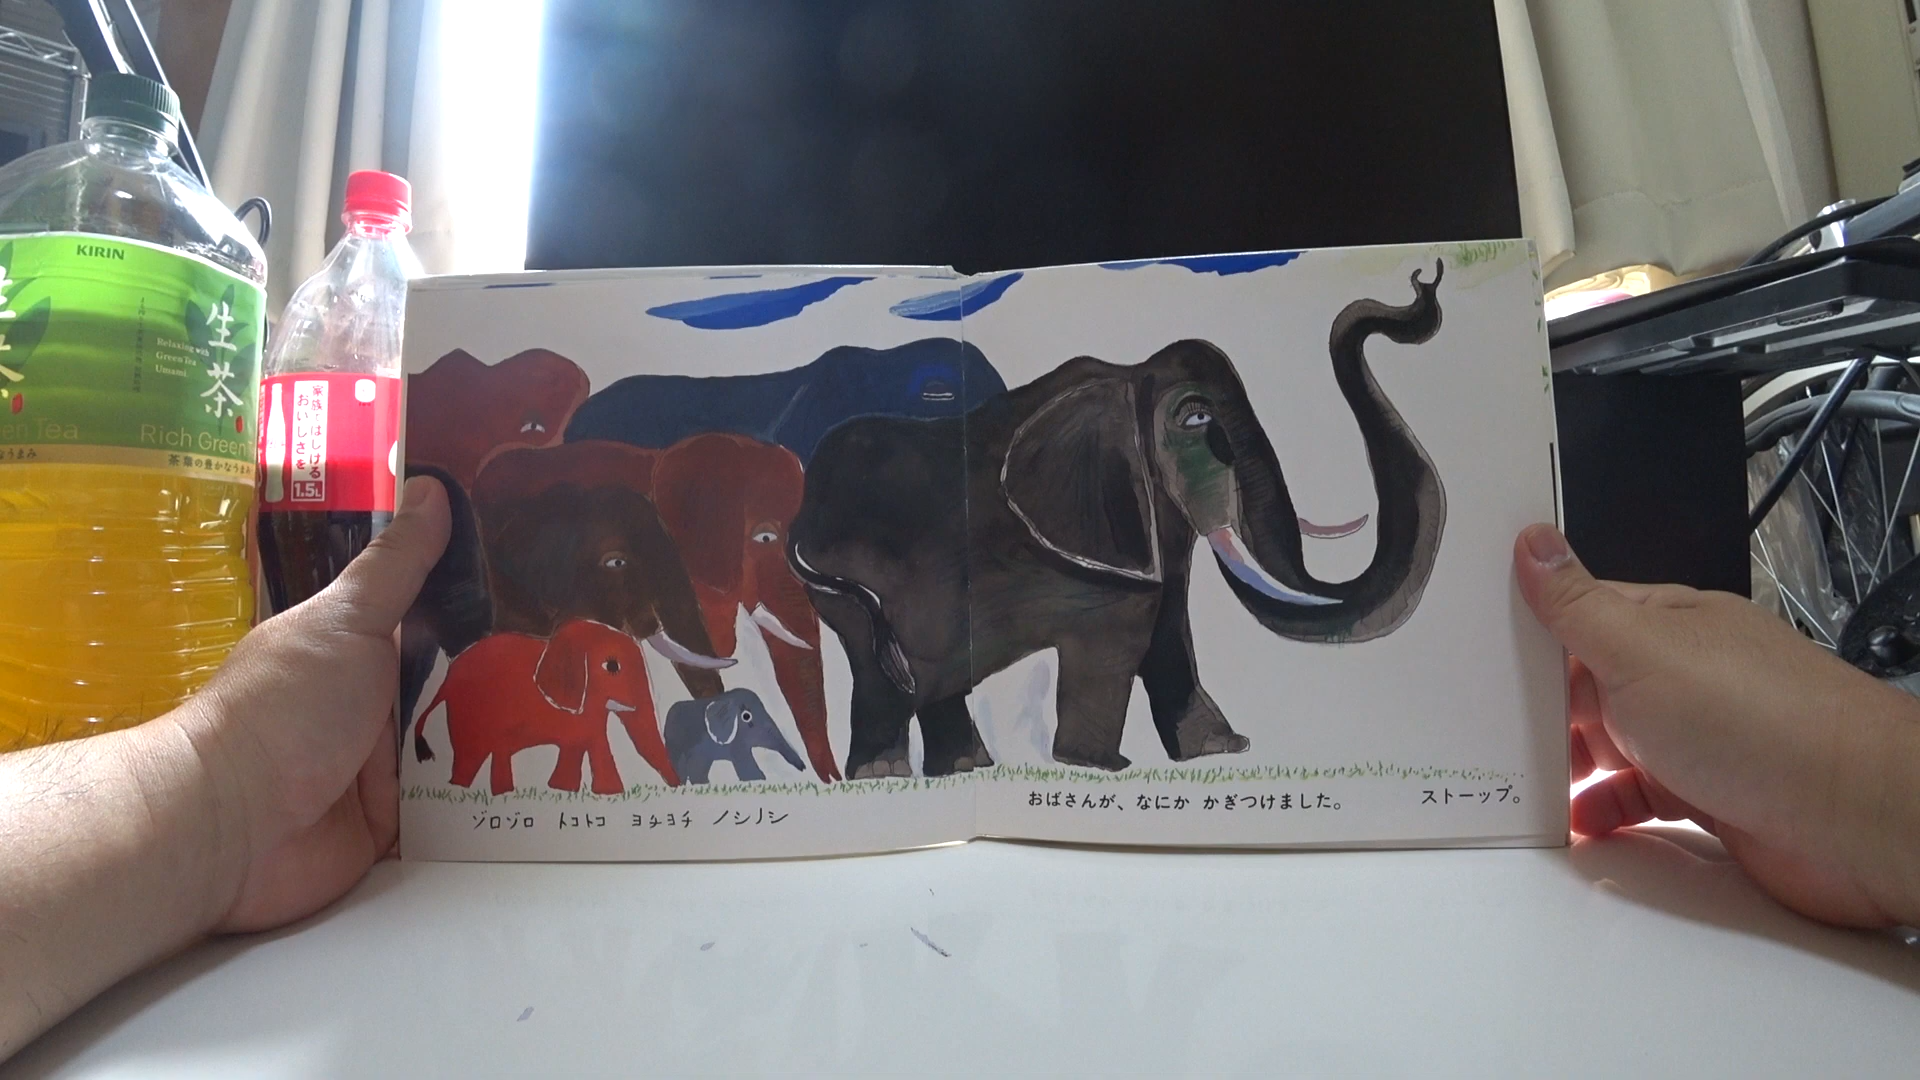 KIRIN
生茶
Relaxing with
Green Tea
Umami
Rich Green
茶葉の豊かなうまみ
家族ではじける
おいしさを
1.5L
ゾロゾロ トコトコ ヨチヨチ ノシノシ
おばさんが、なにか かぎつけました。 ストーップ。